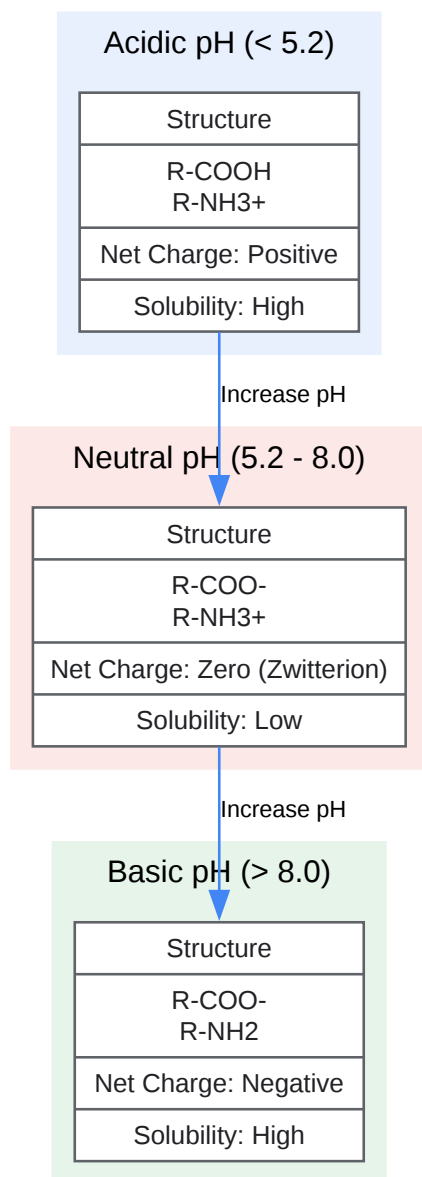 Acidic pH (< 5.2)
Structure
R-COOH
R-NH3+
Net Charge: Positive
Solubility: High
Increase pH
Neutral pH (5.2 - 8.0)
Structure
R-COO-
R-NH3+
Net Charge: Zero (Zwitterion)
Solubility: Low
Increase pH
Basic pH (> 8.0)
Structure
R-COO-
R-NH2
Net Charge: Negative
Solubility: High